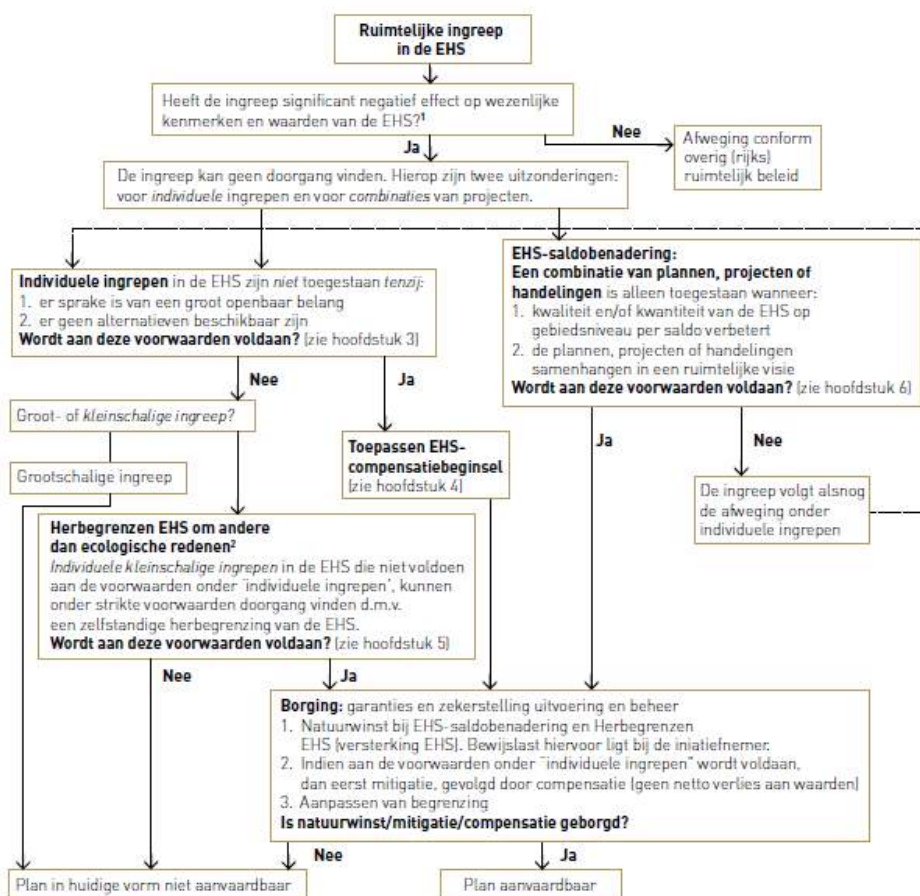 Ruimtelijke ingreep
in de EHS
Heeft de ingreep significant negatief effect op wezenlijke
kenmerken en waarden van de EHS?1
Nee
Ja
Afweging conform
overig (rijks)
ruimtelijk beleid
De ingreep kan geen doorgang vinden. Hierop zijn twee uitzonderingen:
voor individuele ingrepen en voor combinaties van projecten.
Individuele ingrepen in de EHS zijn niet toegestaan tenzij:
1. er sprake is van een groot openbaar belang
2. er geen alternatieven beschikbaar zijn
Wordt aan deze voorwaarden voldaan? (zie hoofdstuk 3)
EHS-saldobenadering:
Een combinatie van plannen, projecten of
handelingen is alleen toegestaan wanneer:
1. kwaliteit en/of kwantiteit van de EHS op
gebiedsniveau per saldo verbetert
2. de plannen, projecten of handelingen
samenhangen in een ruimtelijke visie
Wordt aan deze voorwaarden voldaan? (zie hoofdstuk 6)
Nee
Ja
Groot- of kleinschalige ingreep?
Grootschalige ingreep
Toepassen EHS-
compensatiebeginsel
(zie hoofdstuk 4)
Ja
Nee
De ingreep volgt alsnog
de afweging onder
individuele ingrepen
Herbegrenzen EHS om andere
dan ecologische redenen2
Individuele kleinschalige ingrepen in de EHS die niet voldoen
aan de voorwaarden onder "individuele ingrepen", kunnen
onder strikte voorwaarden doorgang vinden d.m.v.
een zelfstandige herbegrenzing van de EHS.
Wordt aan deze voorwaarden voldaan? (zie hoofdstuk 5)
Nee
Ja
Borging: garanties en zekerstelling uitvoering en beheer
1. Natuurwinst bij EHS-saldobenadering en Herbegrenzen
EHS (versterking EHS). Bewijslast hiervoor ligt bij de iniatiefnemer.
2. Indien aan de voorwaarden onder "individuele ingrepen" wordt voldaan,
dan eerst mitigatie, gevolgd door compensatie (geen netto verlies aan waarden)
3. Aanpassen van begrenzing
Is natuurwinst/mitigatie/compensatie geborgd?
Nee
Ja
Plan in huidige vorm niet aanvaardbaar
Plan aanvaardbaar